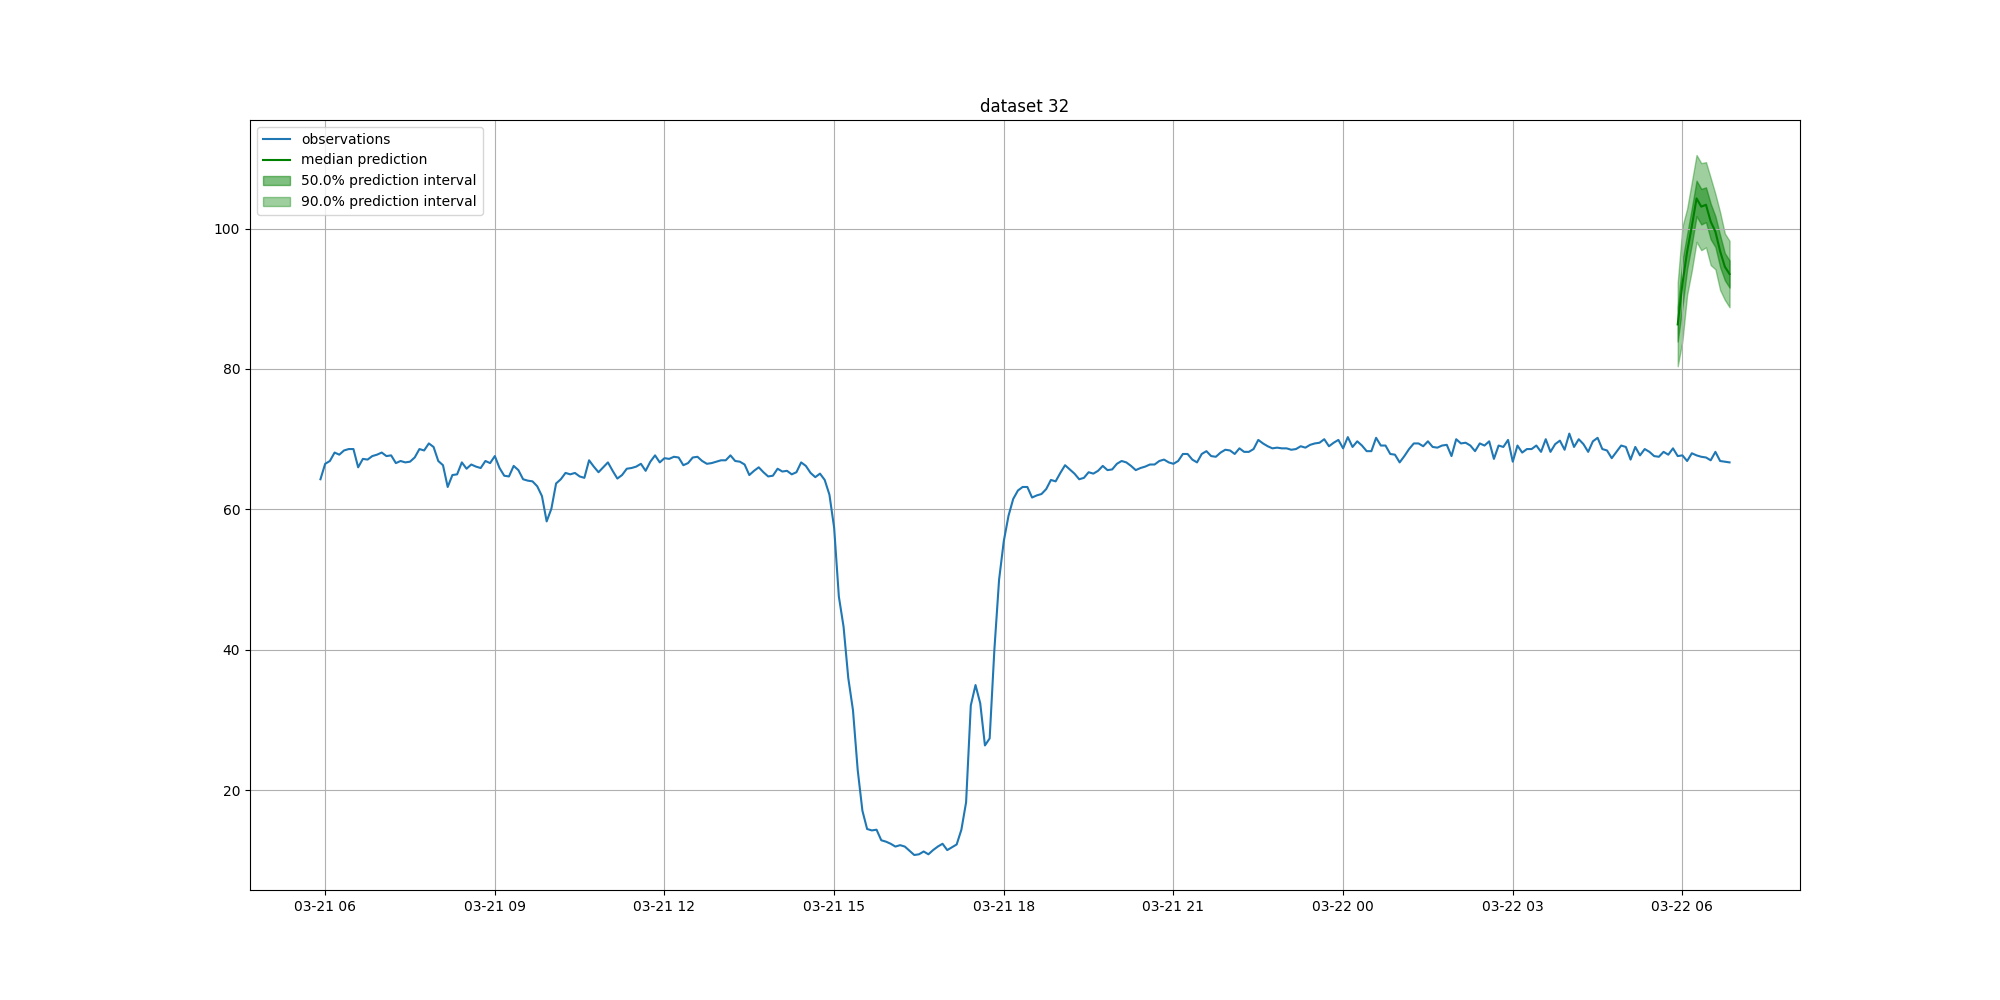 dataset 32
observations
median prediction
50.0% prediction interval
90.0% prediction interval
100
80
60
40
20
03-21 06
03-21 09
03-21 12
03-21 15
03-21 18
03-21 21
03-22 00
03-22 03
03-22 06